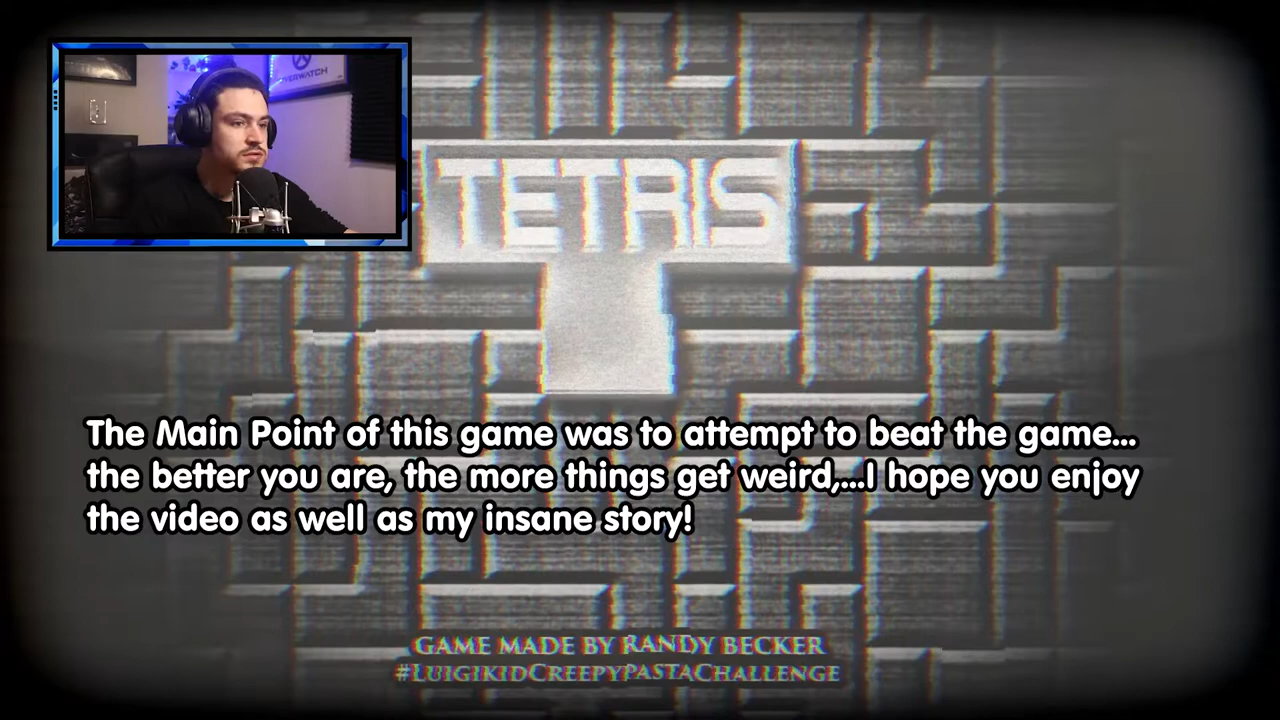 OVERWATCH
TETRIS
The Main Point of this game was to attempt to beat the game...
the better you are, the more things get weird,...I hope you enjoy
the video as well as my insane story!
GAME MADE BY RANDY BECKER
#LUIGIKIDCREEPYPASTACHALLENGE